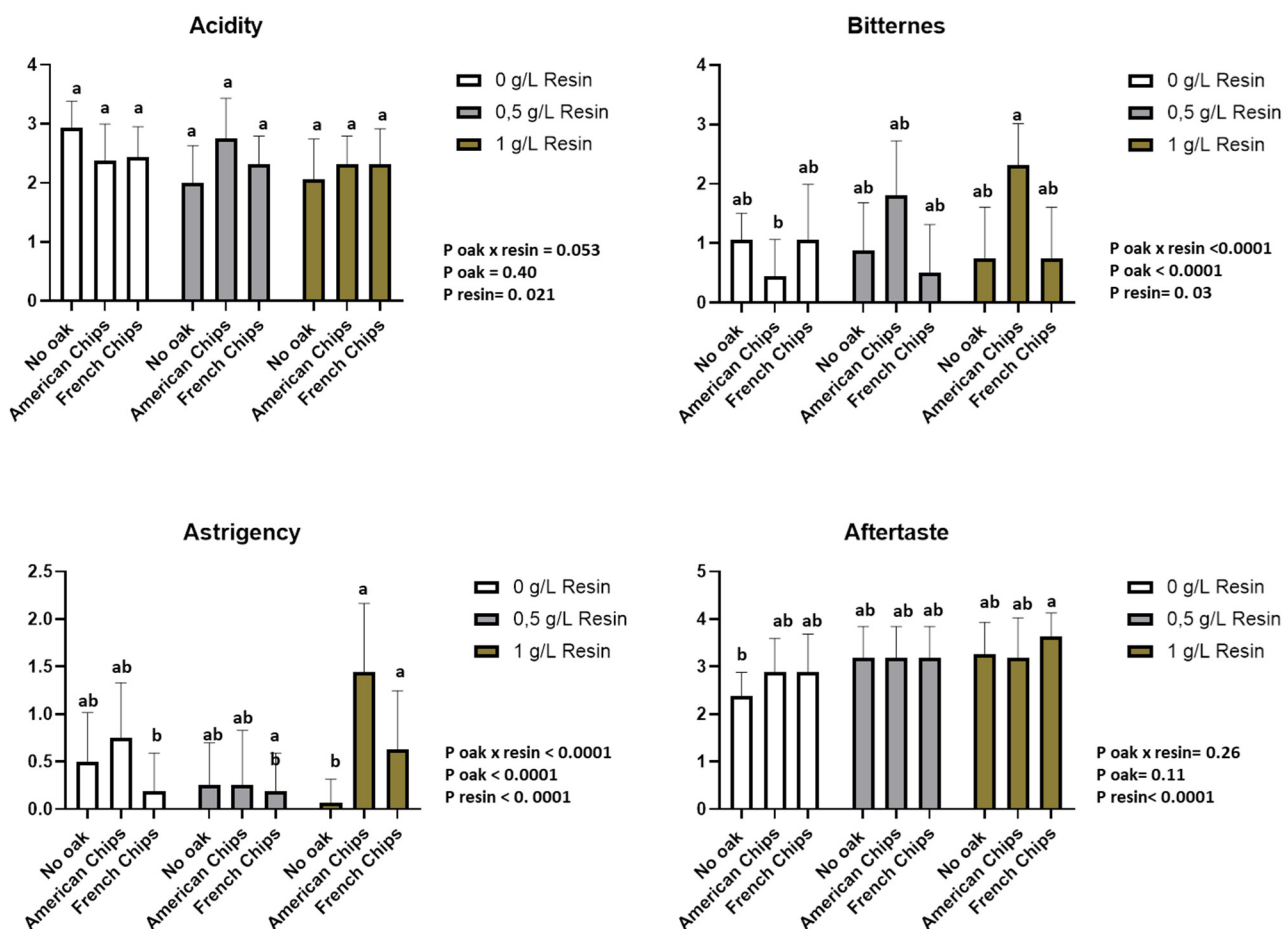 Acidity
4
3
2
1
0
a a a a a a a a a
No oak
American Chips
French Chips
No oak
American Chips
French Chips
No oak
American Chips
French Chips
0 g/L Resin
0,5 g/L Resin
1 g/L Resin
P oak x resin = 0.053
P oak = 0.40
P resin= 0. 021
Bitternes
4
3
2
1
0
ab b ab ab ab ab ab a ab
No oak
American Chips
French Chips
No oak
American Chips
French Chips
No oak
American Chips
French Chips
0 g/L Resin
0,5 g/L Resin
1 g/L Resin
P oak x resin <0.0001
P oak < 0.0001
P resin= 0. 03
Astrigency
2.5
2.0
1.5
1.0
0.5
0.0
ab ab b ab ab a
b
b a a
No oak
American Chips
French Chips
No oak
American Chips
French Chips
No oak
American Chips
French Chips
0 g/L Resin
0,5 g/L Resin
1 g/L Resin
P oak x resin < 0.0001
P oak < 0.0001
P resin < 0. 0001
Aftertaste
5
4
3
2
1
0
b ab ab ab ab ab ab ab a
No oak
American Chips
French Chips
No oak
American Chips
French Chips
No oak
American Chips
French Chips
0 g/L Resin
0,5 g/L Resin
1 g/L Resin
P oak x resin= 0.26
P oak= 0.11
P resin< 0.0001